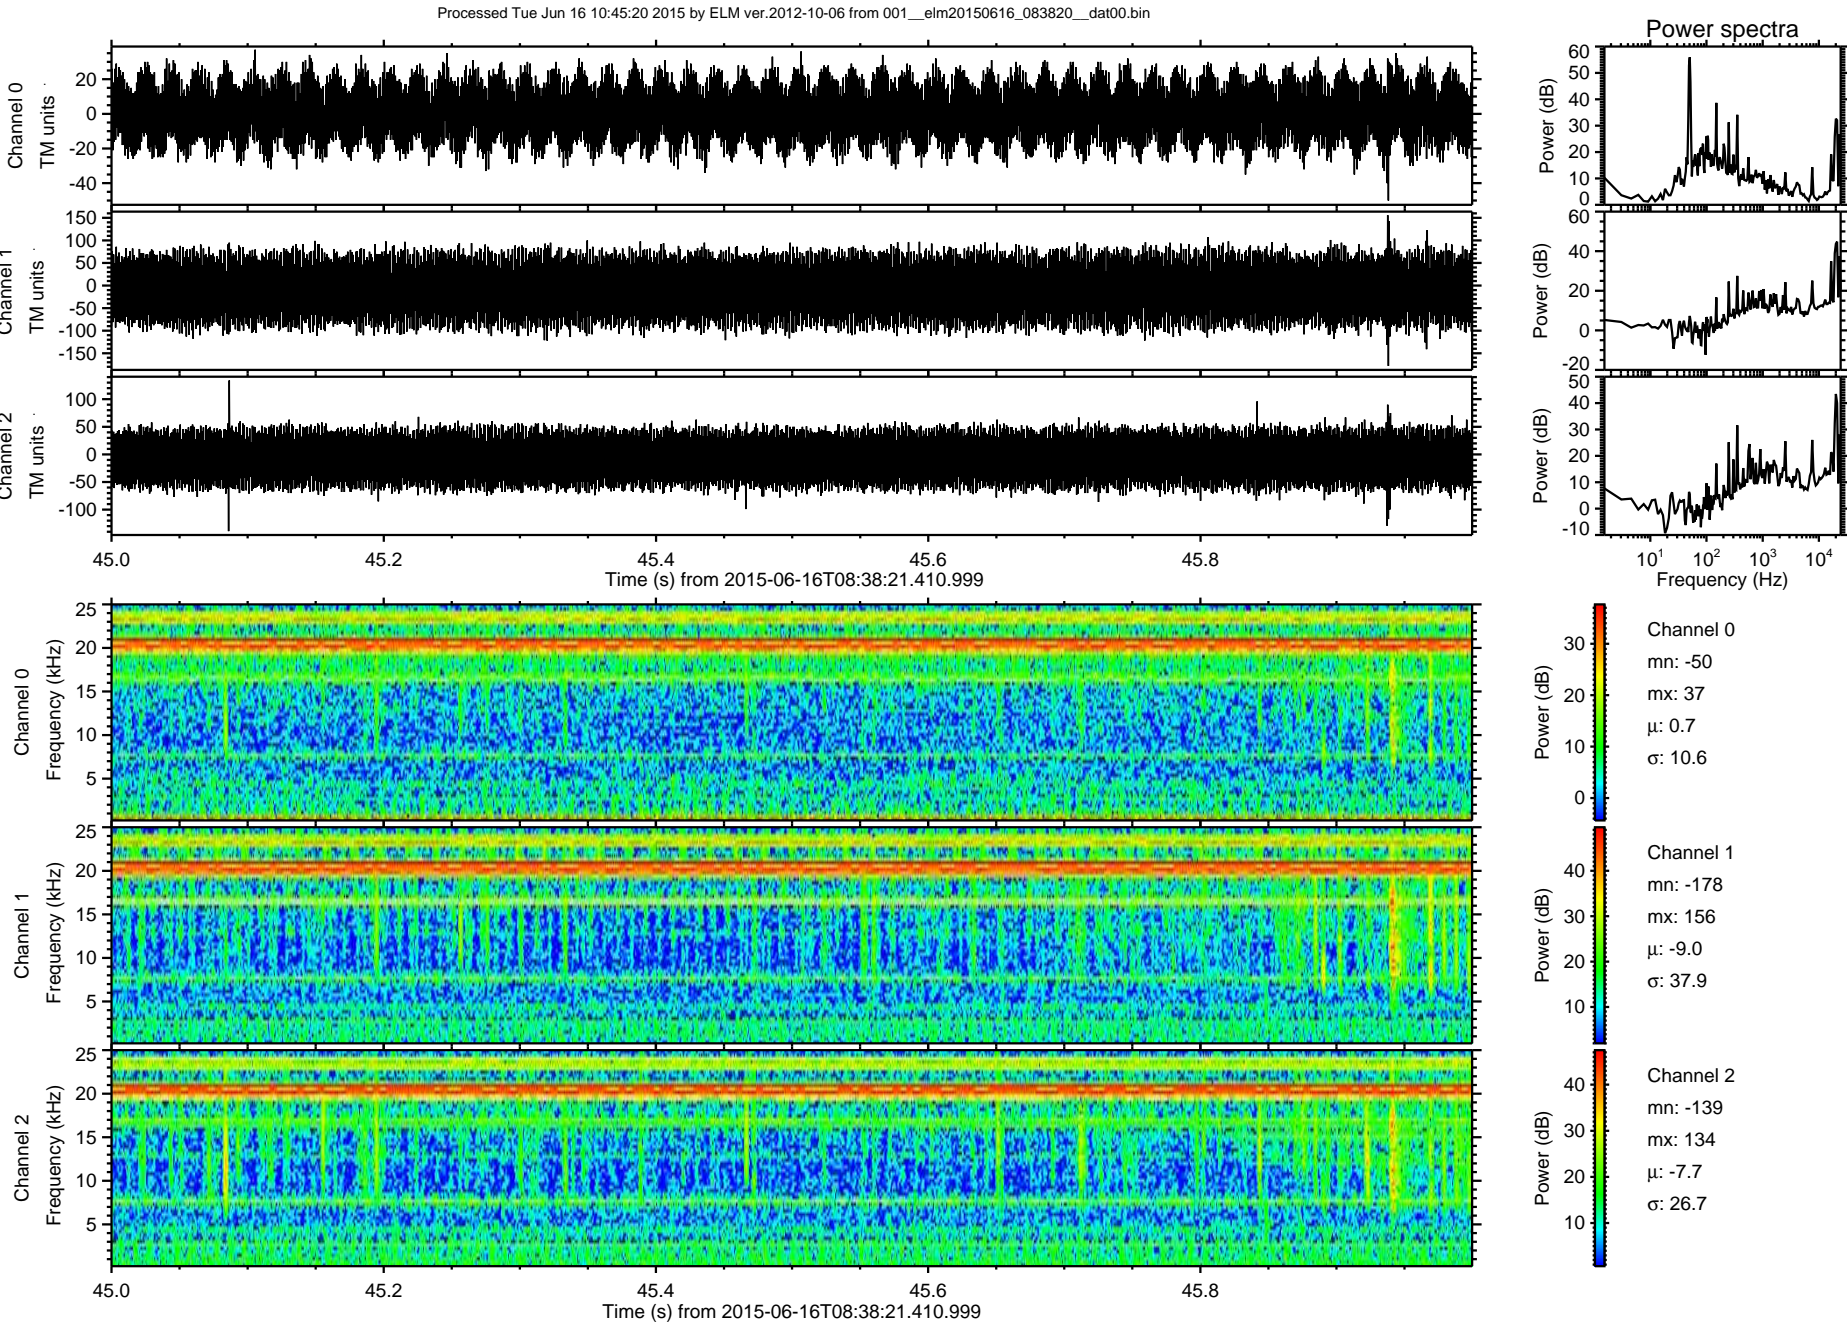 Processed Tue Jun 16 10:45:20 2015 by ELM ver.2012-10-06 from 001__elm20150616_083820__dat00.bin
Power spectra
Channel 0
TM units
20
0
-20
-40
Power (dB)
60
50
40
30
20
10
0
Channel 1
TM units
150
100
50
0
-50
-100
-150
Power (dB)
60
40
20
0
-20
Channel 2
TM units
100
50
0
-50
-100
Power (dB)
50
40
30
20
10
0
-10
45.0 45.2 45.4 45.6 45.8
Time (s) from 2015-06-16T08:38:21.410.999
10¹ 10² 10³ 10⁴
Frequency (Hz)
Channel 0
Frequency (kHz)
25
20
15
10
5
Power (dB)
30
20
10
0
Channel 0
mn: -50
mx: 37
μ: 0.7
σ: 10.6
Channel 1
Frequency (kHz)
25
20
15
10
5
Power (dB)
40
30
20
10
Channel 1
mn: -178
mx: 156
μ: -9.0
σ: 37.9
Channel 2
Frequency (kHz)
25
20
15
10
5
Power (dB)
40
30
20
10
Channel 2
mn: -139
mx: 134
μ: -7.7
σ: 26.7
45.0 45.2 45.4 45.6 45.8
Time (s) from 2015-06-16T08:38:21.410.999